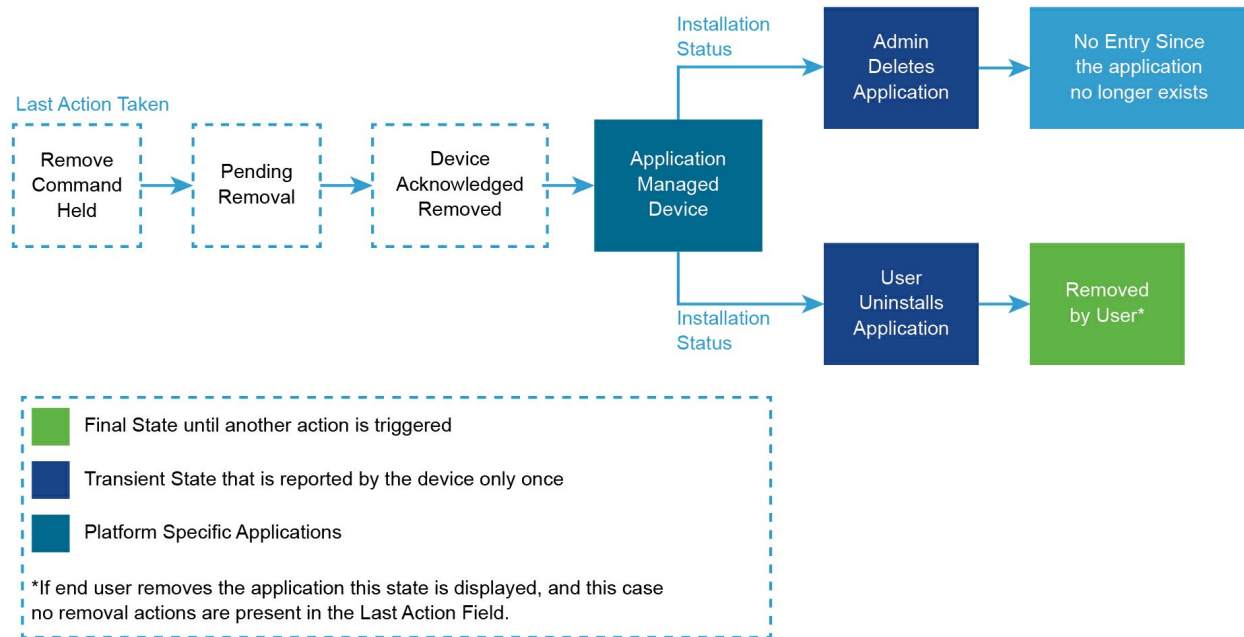 Last Action Taken
Remove
Command
Held
Pending
Removal
Device
Acknowledged
Removed
Application
Managed
Device
Installation
Status
Admin
Deletes
Application
No Entry Since
the application
no longer exists
Installation
Status
User
Uninstalls
Application
Removed
by User*
Final State until another action is triggered
Transient State that is reported by the device only once
Platform Specific Applications
*If end user removes the application this state is displayed, and this case
no removal actions are present in the Last Action Field.